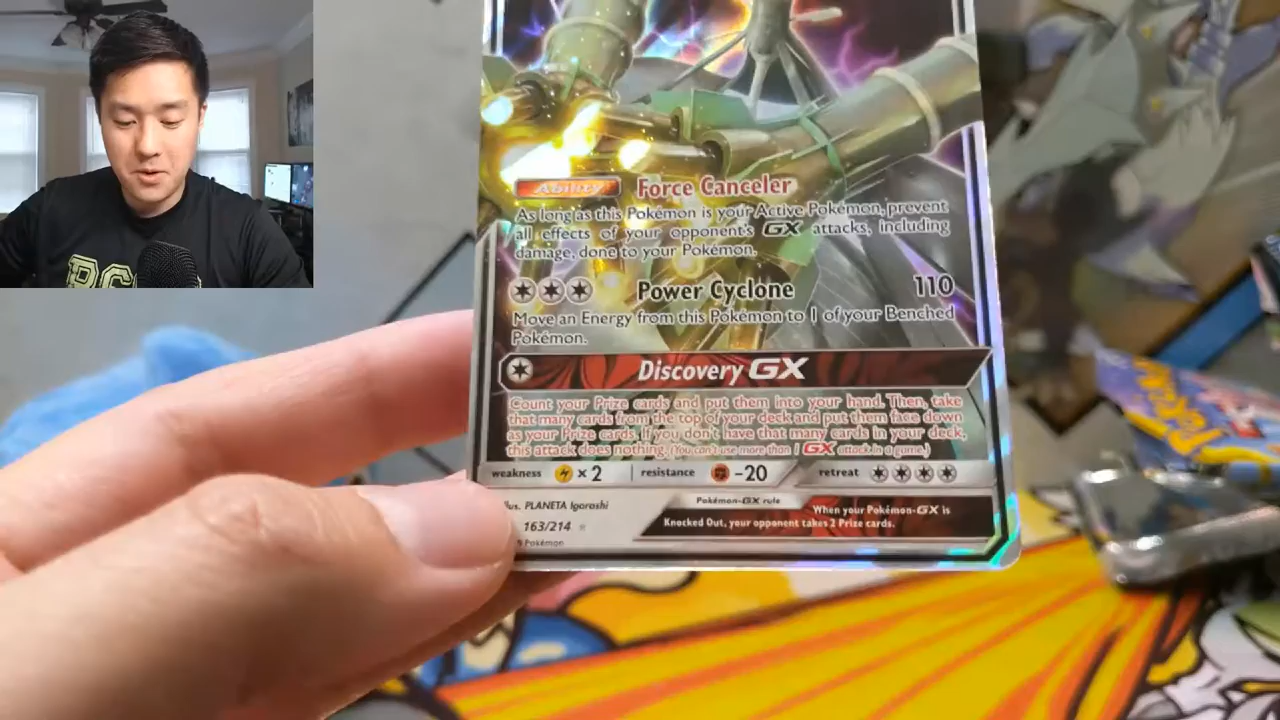 Ability Force Canceler
As long as this Pokémon is your Active Pokémon, prevent
all effects of your opponent's GX attacks, including
damage, done to your Pokémon.
Power Cyclone 110
Move an Energy from this Pokémon to 1 of your Benched
Pokémon.
Discovery GX
Count your Prize cards and put them into your hand. Then, take
that many cards from the top of your deck and put them face down
as your Prize cards. If you don't have that many cards in your deck,
this attack does nothing. (You can't use more than 1 GX attack in a game.)
weakness × 2 resistance -20 retreat
PLANETA Igarashi
163/214
Pokémon
Pokémon-GX rule
When your Pokémon-GX is
Knocked Out, your opponent takes 2 Prize cards.